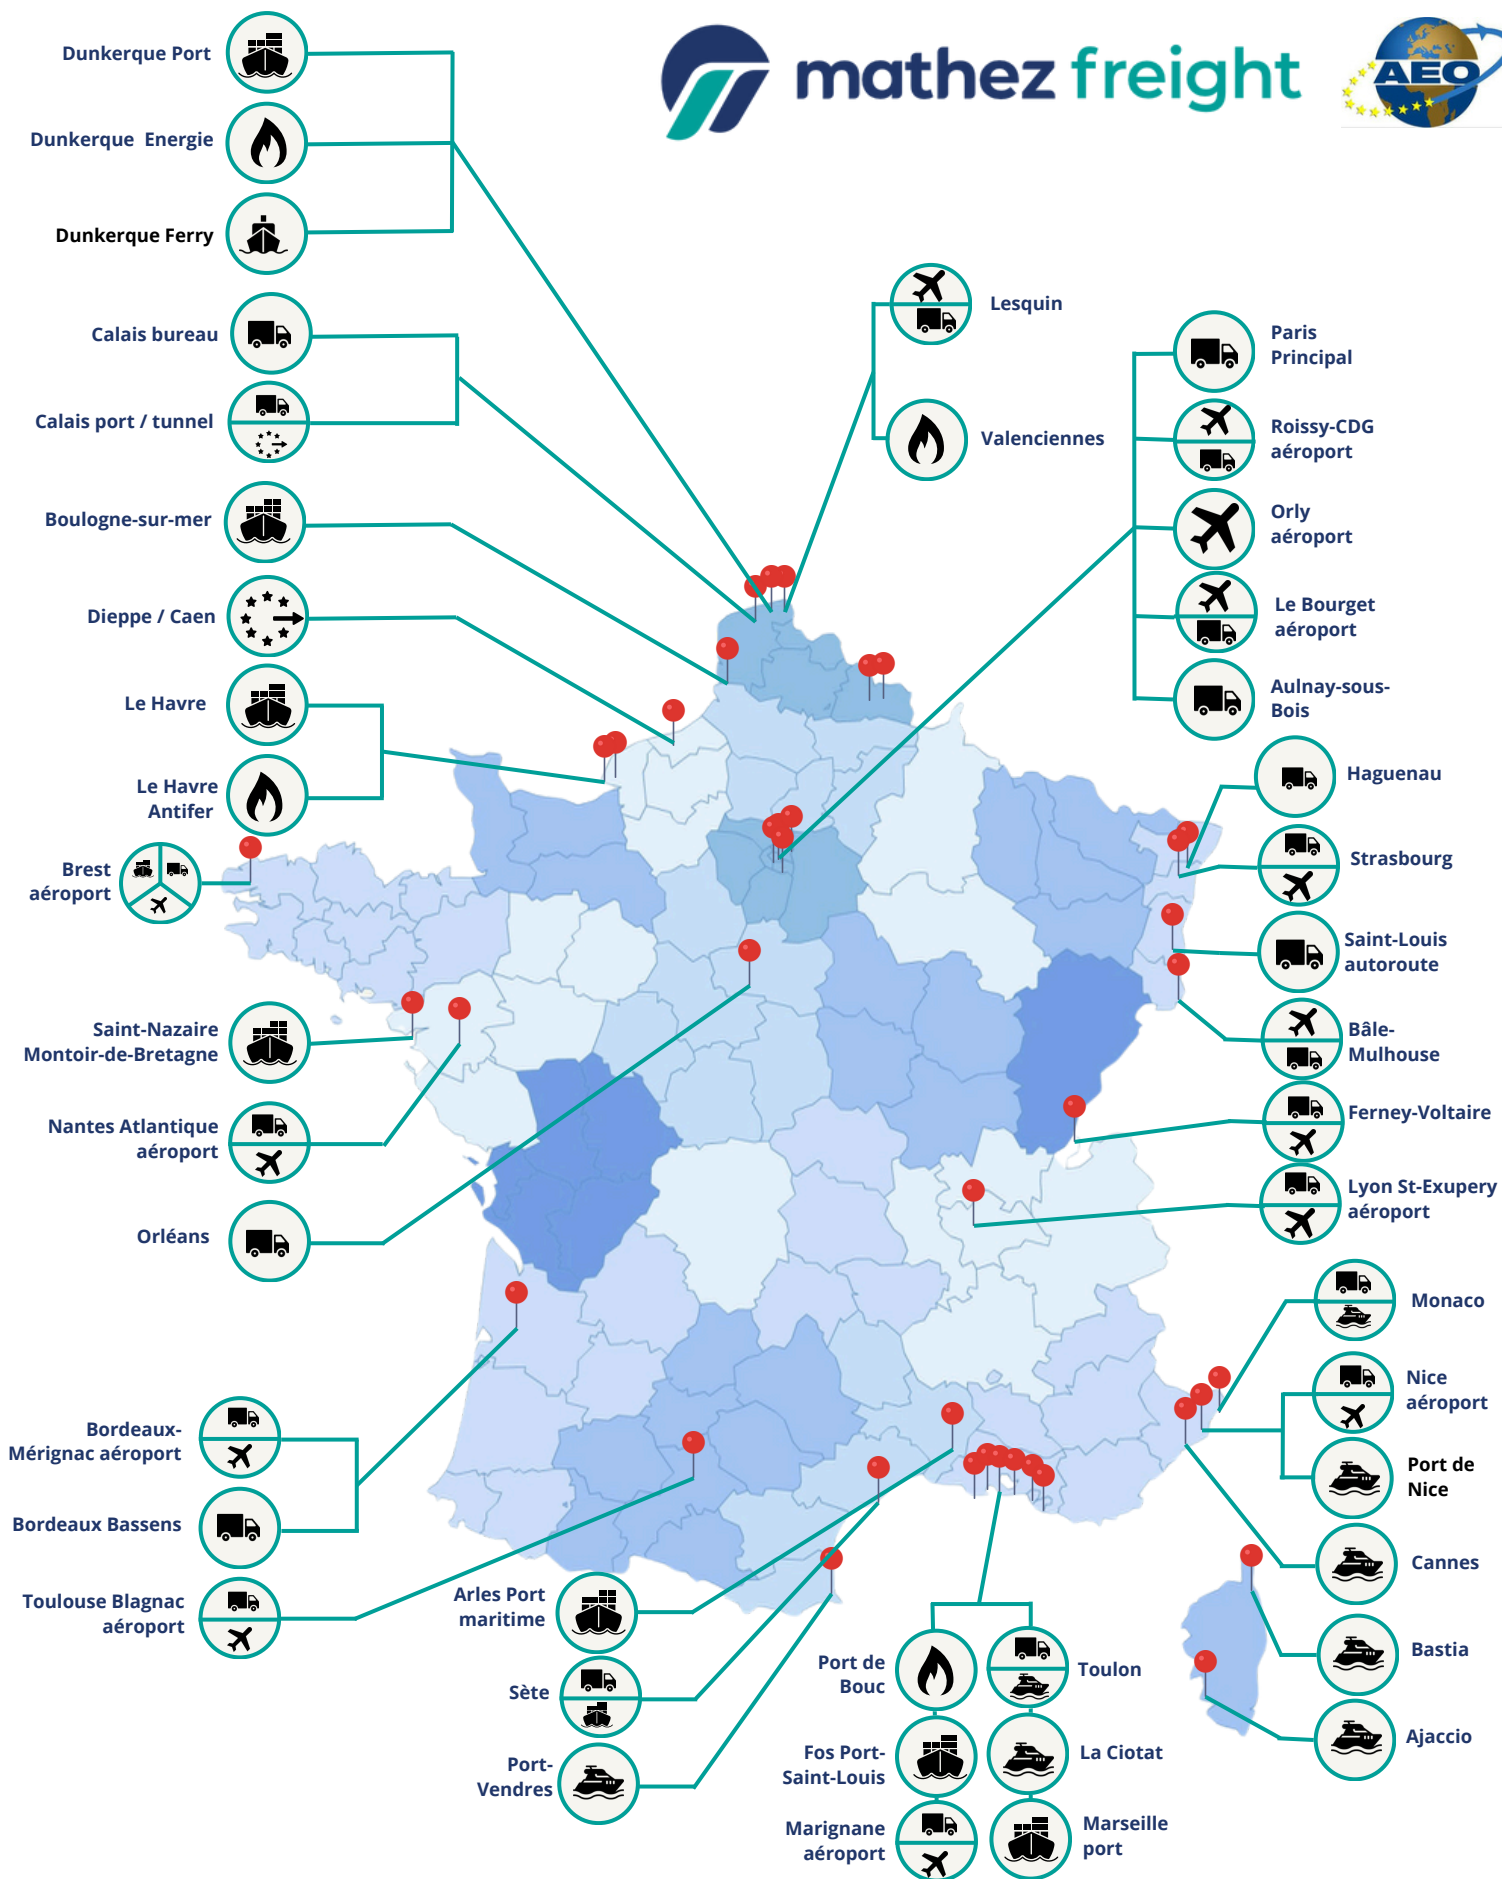 mathez freight
AEO
Dunkerque Port
Dunkerque Energie
Dunkerque Ferry
Calais bureau
Calais port / tunnel
Boulogne-sur-mer
Dieppe / Caen
Le Havre
Le Havre
Antifer
Brest
aéroport
Saint-Nazaire
Montoir-de-Bretagne
Nantes Atlantique
aéroport
Orléans
Bordeaux-
Mérignac aéroport
Bordeaux Bassens
Toulouse Blagnac
aéroport
Lesquin
Valenciennes
Paris
Principal
Roissy-CDG
aéroport
Orly
aéroport
Le Bourget
aéroport
Aulnay-sous-
Bois
Haguenau
Strasbourg
Saint-Louis
autoroute
Bâle-
Mulhouse
Ferney-Voltaire
Lyon St-Exupery
aéroport
Monaco
Nice
aéroport
Port de
Nice
Cannes
Bastia
Ajaccio
Arles Port
maritime
Sète
Port-
Vendres
Port de
Bouc
Fos Port-
Saint-Louis
Marignane
aéroport
Toulon
La Ciotat
Marseille
port